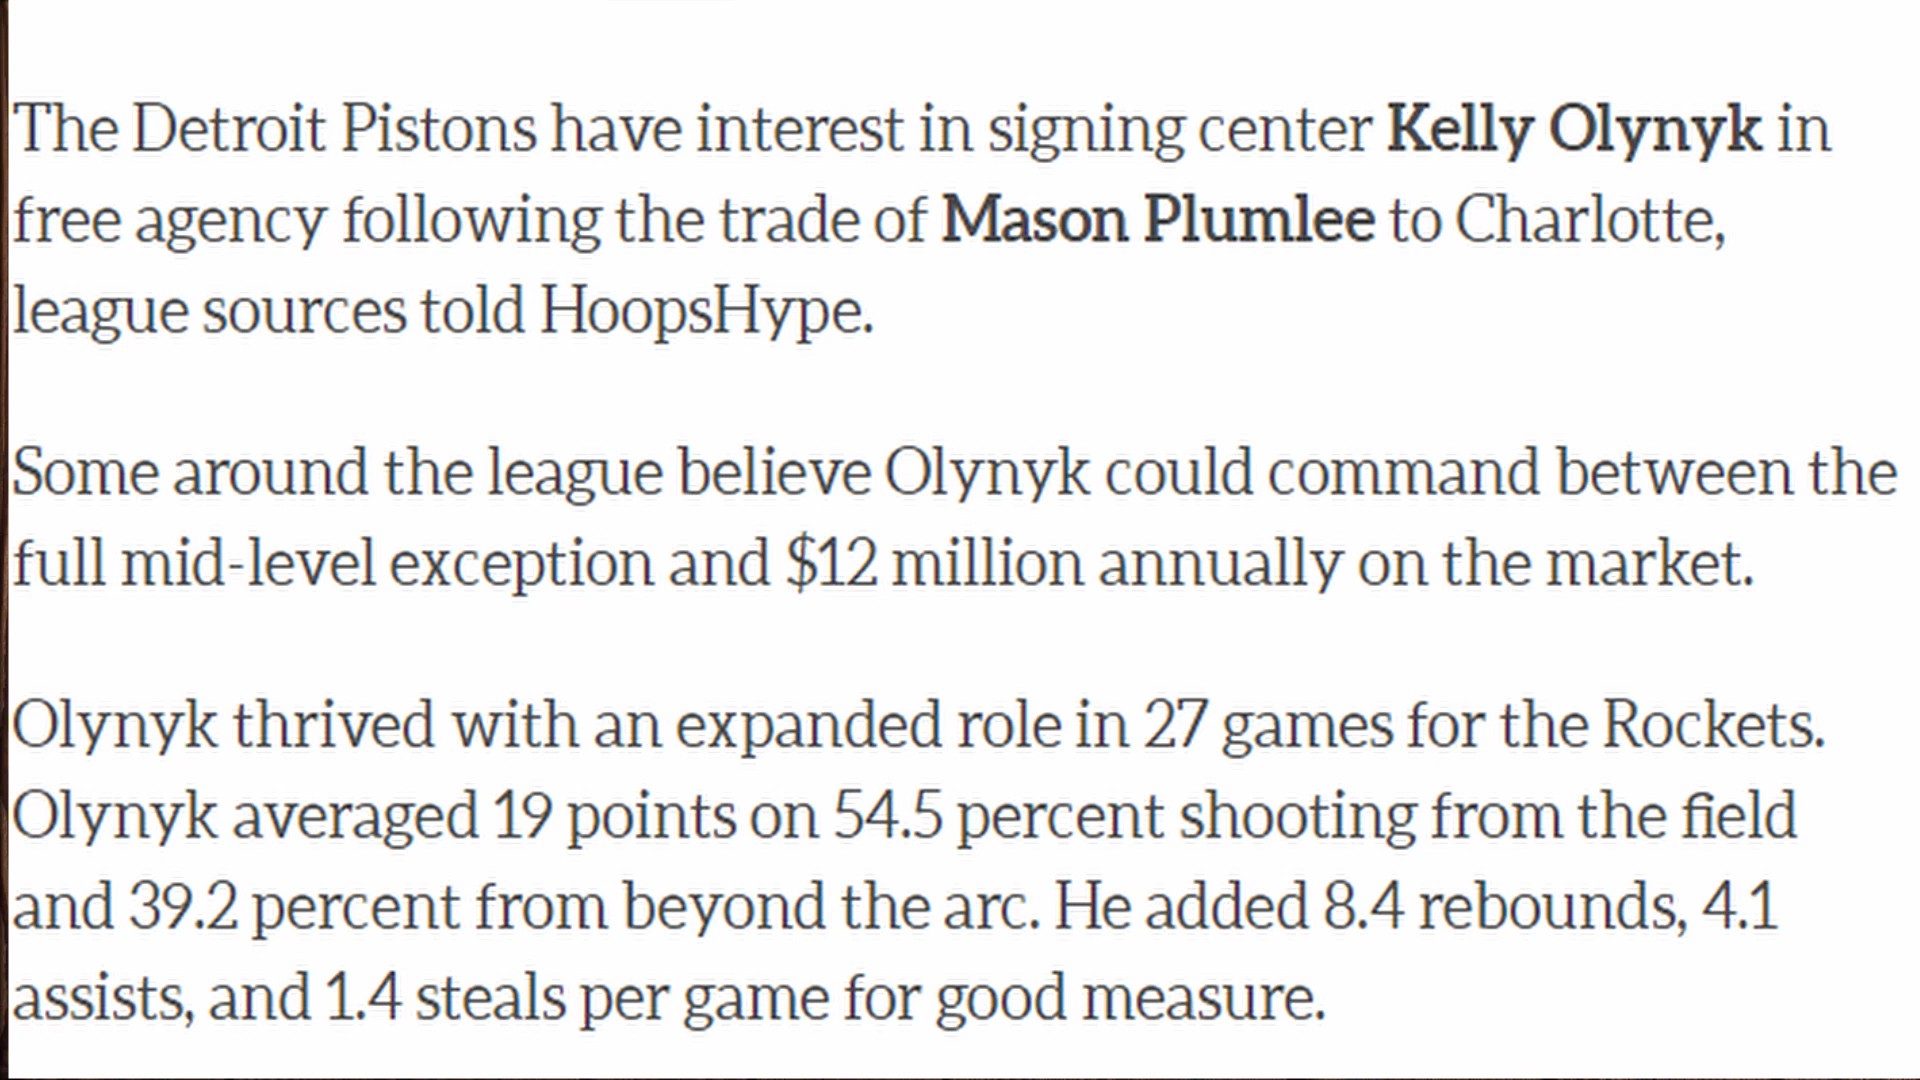 The Detroit Pistons have interest in signing center Kelly Olynyk in
free agency following the trade of Mason Plumlee to Charlotte,
league sources told HoopsHype.
Some around the league believe Olynyk could command between the
full mid-level exception and $12 million annually on the market.
Olynyk thrived with an expanded role in 27 games for the Rockets.
Olynyk averaged 19 points on 54.5 percent shooting from the field
and 39.2 percent from beyond the arc. He added 8.4 rebounds, 4.1
assists, and 1.4 steals per game for good measure.